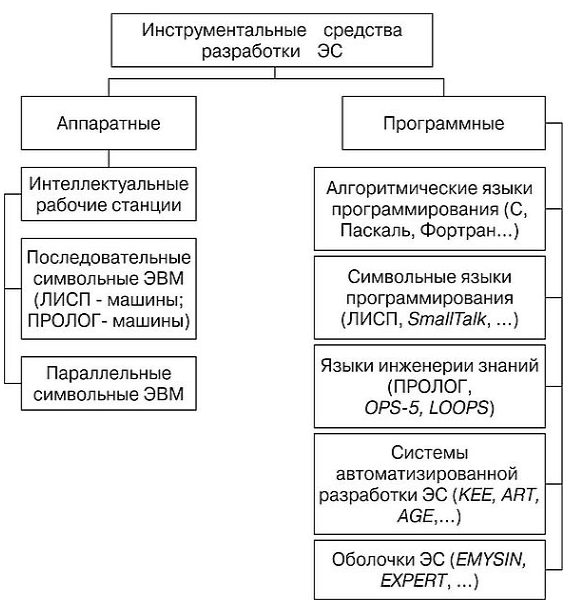 Инструментальные средства
разработки ЭС
Аппаратные
Интеллектуальные
рабочие станции
Последовательные
символьные ЭВМ
(ЛИСП - машины;
ПРОЛОГ- машины)
Параллельные
символьные ЭВМ
Программные
Алгоритмические языки
программирования (С,
Паскаль, Фортран...)
Символьные языки
программирования
(ЛИСП, SmallTalk, ...)
Языки инженерии знаний
(ПРОЛОГ,
OPS-5, LOOPS)
Системы
автоматизированной
разработки ЭС (KEE, ART,
AGE,...)
Оболочки ЭС (EMYSIN,
EXPERT, ...)